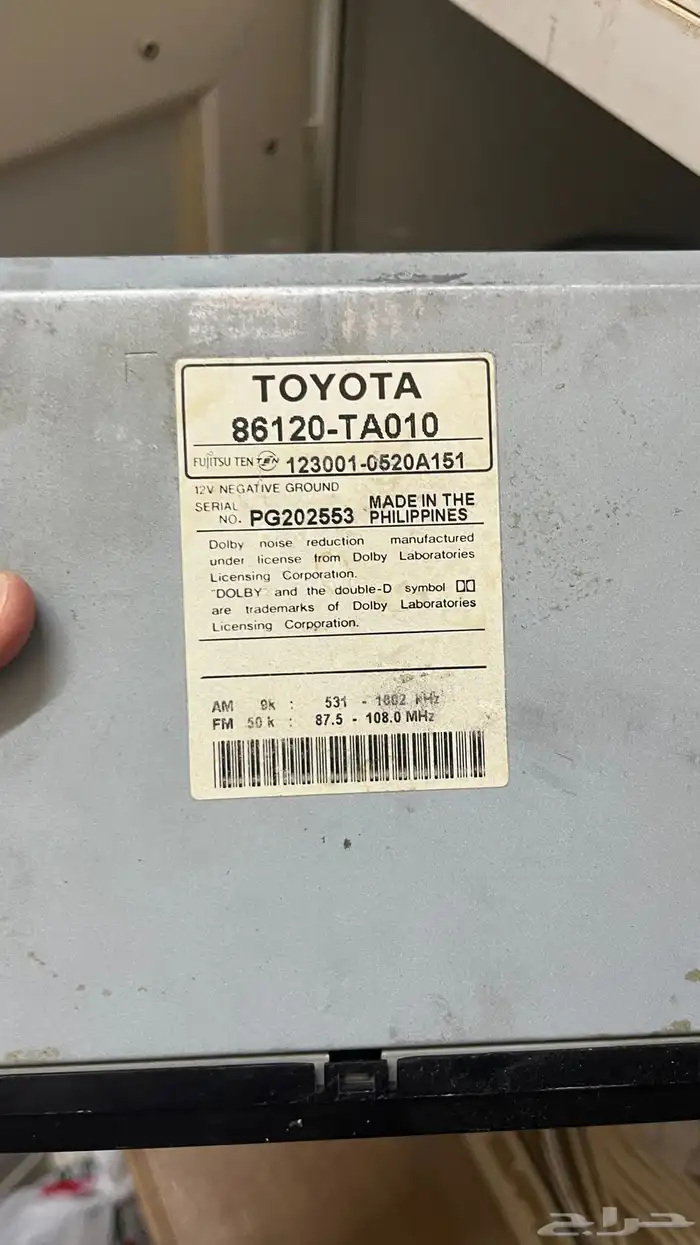 TOYOTA
86120-TA010
FUJITSU TEN TEN 123001-0520A151
12V NEGATIVE GROUND
SERIAL NO. PG202553 MADE IN THE PHILIPPINES
Dolby noise reduction manufactured
under license from Dolby Laboratories
Licensing Corporation.
"DOLBY" and the double-D symbol
are trademarks of Dolby Laboratories
Licensing Corporation.
AM 9k : 531 - 1602 kHz
FM 50k : 87.5 - 108.0 MHz
حراج